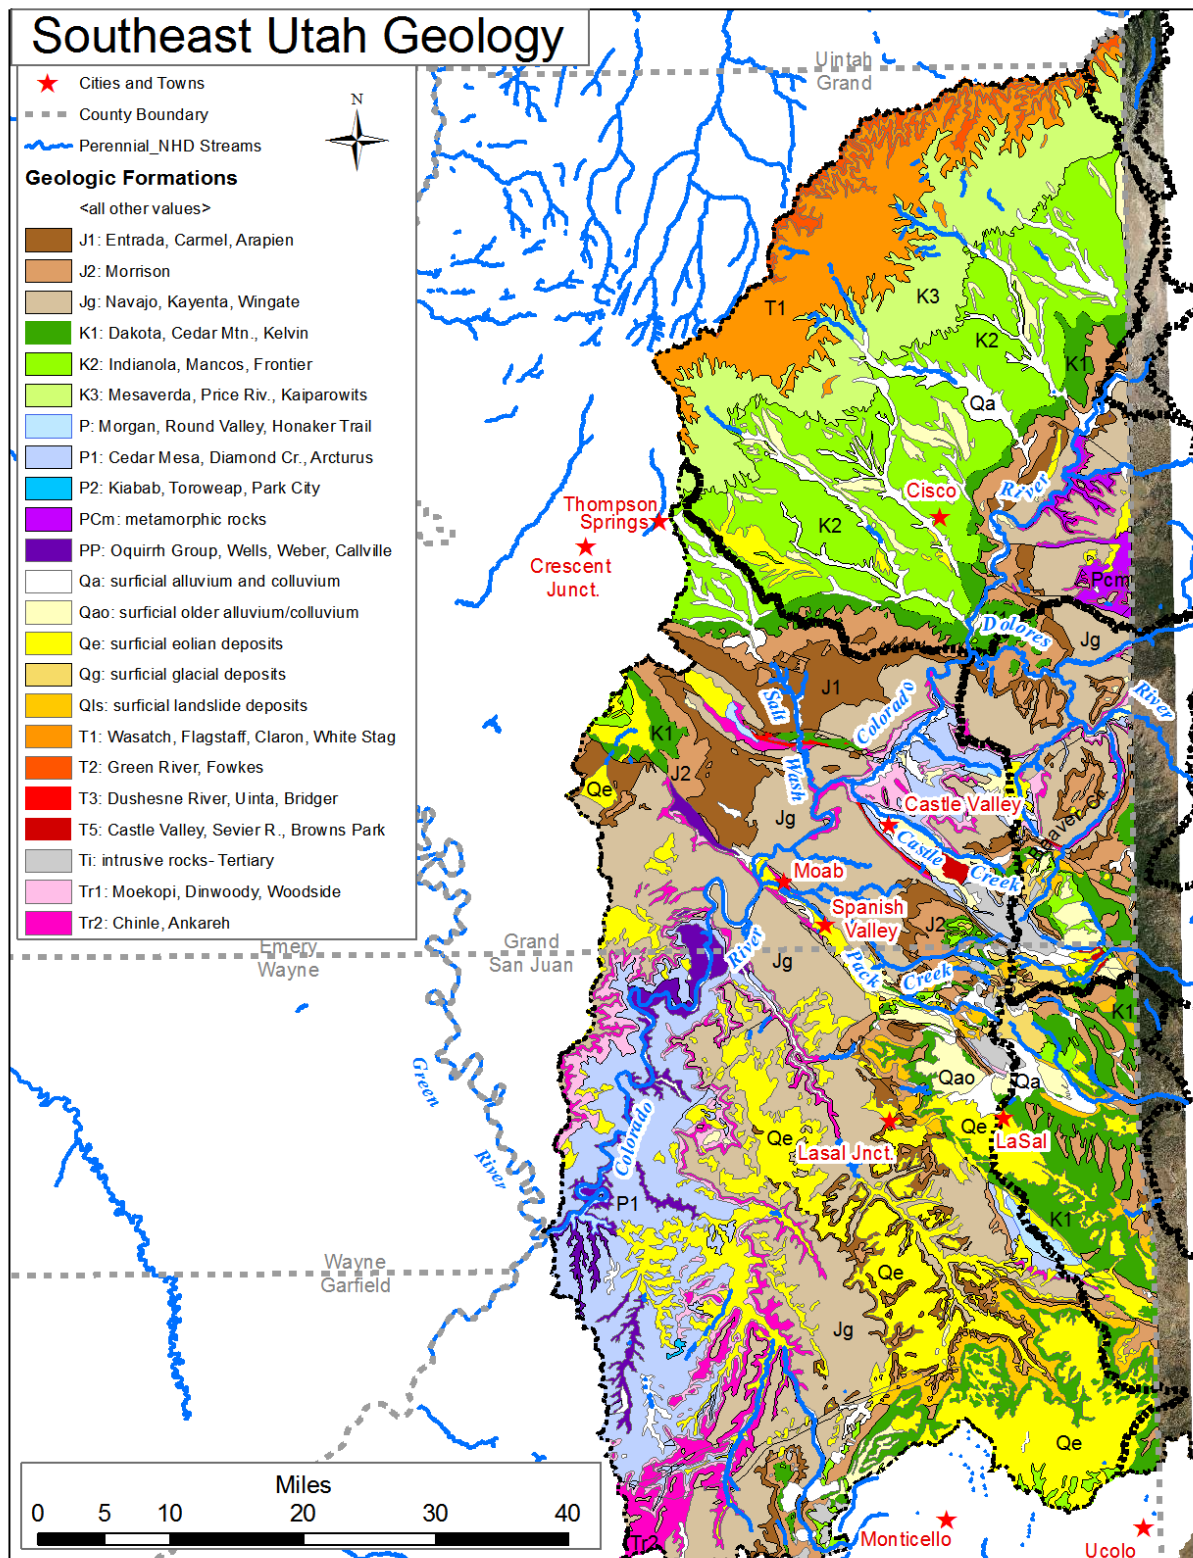 Southeast Utah Geology
Cities and Towns
County Boundary
Perennial_NHD Streams
Geologic Formations
<all other values>
J1: Entrada, Carmel, Arapien
J2: Morrison
Jg: Navajo, Kayenta, Wingate
K1: Dakota, Cedar Mtn., Kelvin
K2: Indianola, Mancos, Frontier
K3: Mesaverda, Price Riv., Kaiparowits
P: Morgan, Round Valley, Honaker Trail
P1: Cedar Mesa, Diamond Cr., Arcturus
P2: Kiabab, Toroweap, Park City
PCm: metamorphic rocks
PP: Oquirrh Group, Wells, Weber, Callville
Qa: surficial alluvium and colluvium
Qao: surficial older alluvium/colluvium
Qe: surficial eolian deposits
Qg: surficial glacial deposits
Qls: surficial landslide deposits
T1: Wasatch, Flagstaff, Claron, White Stag
T2: Green River, Fowkes
T3: Dushesne River, Uinta, Bridger
T5: Castle Valley, Sevier R., Browns Park
Ti: intrusive rocks- Tertiary
Tr1: Moekopi, Dinwoody, Woodside
Tr2: Chinle, Ankareh
N
Uintah
Grand
T1
K3
K2
K1
Qa
Cisco
River
Thompson
Springs
K2
Crescent
Junct.
Pcm
Dolores
Jg
J1
Salt
Colorado
River
K1
J2
Wash
Qe
Castle Valley
Jg
Castle
Beaver Cr
Creek
Moab
Spanish
Valley
J2
Emery
Wayne
Grand
San Juan
River
Jg
Pack
Creek
K1
Green
Qao
Qa
Colorado
Qe
Qe
LaSal
Lasal Jnct.
River
P1
K1
Wayne
Garfield
Qe
Jg
Qe
Miles
0 5 10 20 30 40
Monticello
Ucolo
Tr2